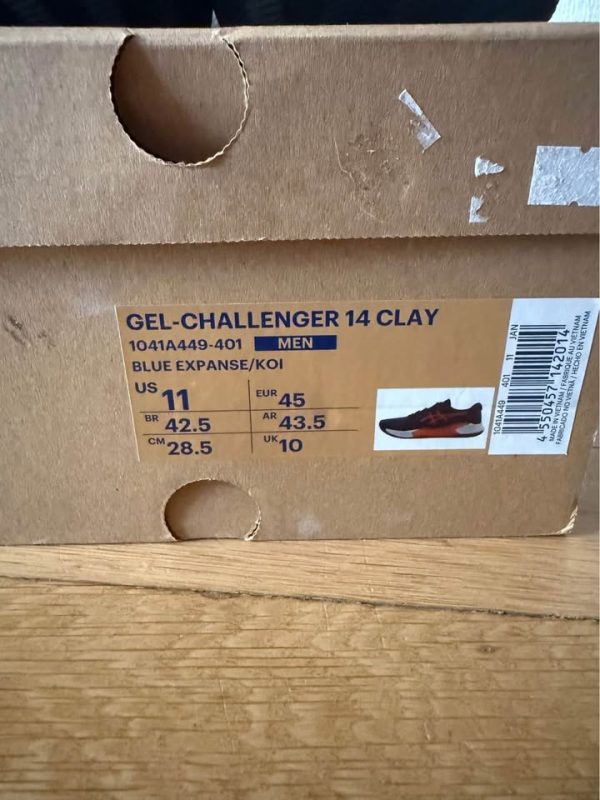 GEL-CHALLENGER 14 CLAY
1041A449-401 MEN
BLUE EXPANSE/KOI
US 11 EUR 45
BR 42.5 AR 43.5
CM 28.5 UK 10
1041A449 401 11 JAN
4 550457 142014
MADE IN VIETNAM / FABRIQUE AU VIETNAM
FABRICADO NO VIETNÃ / HECHO EN VIETNAM